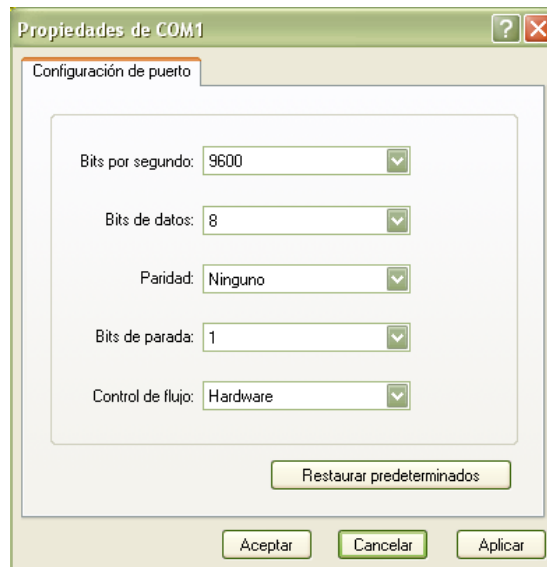 Propiedades de COM1
Configuración de puerto
Bits por segundo: 9600
Bits de datos: 8
Paridad: Ninguno
Bits de parada: 1
Control de flujo: Hardware
Restaurar predeterminados
Aceptar Cancelar Aplicar